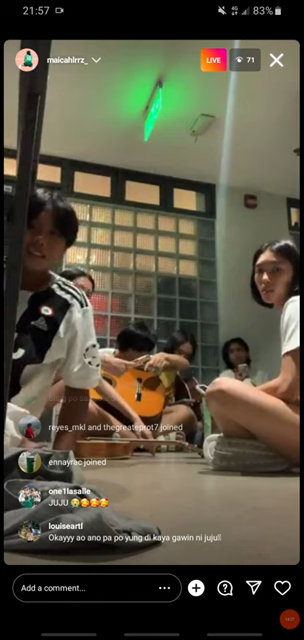 21:57
4G
83%
maicahlrrz_
LIVE
71
reyes_mkl and thegreateprot7 joined
ennayrac joined
one1lasalle
JUJU 😭🥰🥰🥰
louiseartl
Okayyy ao ano pa po yung di kaya gawin ni juju!!
Add a comment...